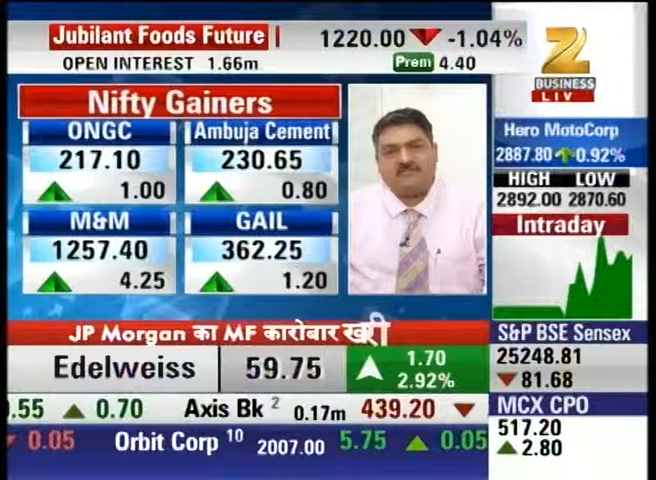 Jubilant Foods Future 1220.00 -1.04%
OPEN INTEREST 1.66m Prem 4.40
Z
BUSINESS
LIV
Nifty Gainers
ONGC Ambuja Cement
217.10 230.65
1.00 0.80
M&M GAIL
1257.40 362.25
4.25 1.20
Hero MotoCorp
2887.80 0.92%
HIGH LOW
2892.00 2870.60
Intraday
JP Morgan का MF कारोबार
Edelweiss 59.75 1.70
2.92%
S&P BSE Sensex
25248.81
81.68
.55 0.70 Axis Bk 2 0.17m 439.20
0.05 Orbit Corp 10 2007.00 5.75 0.05
MCX CPO
517.20
2.80